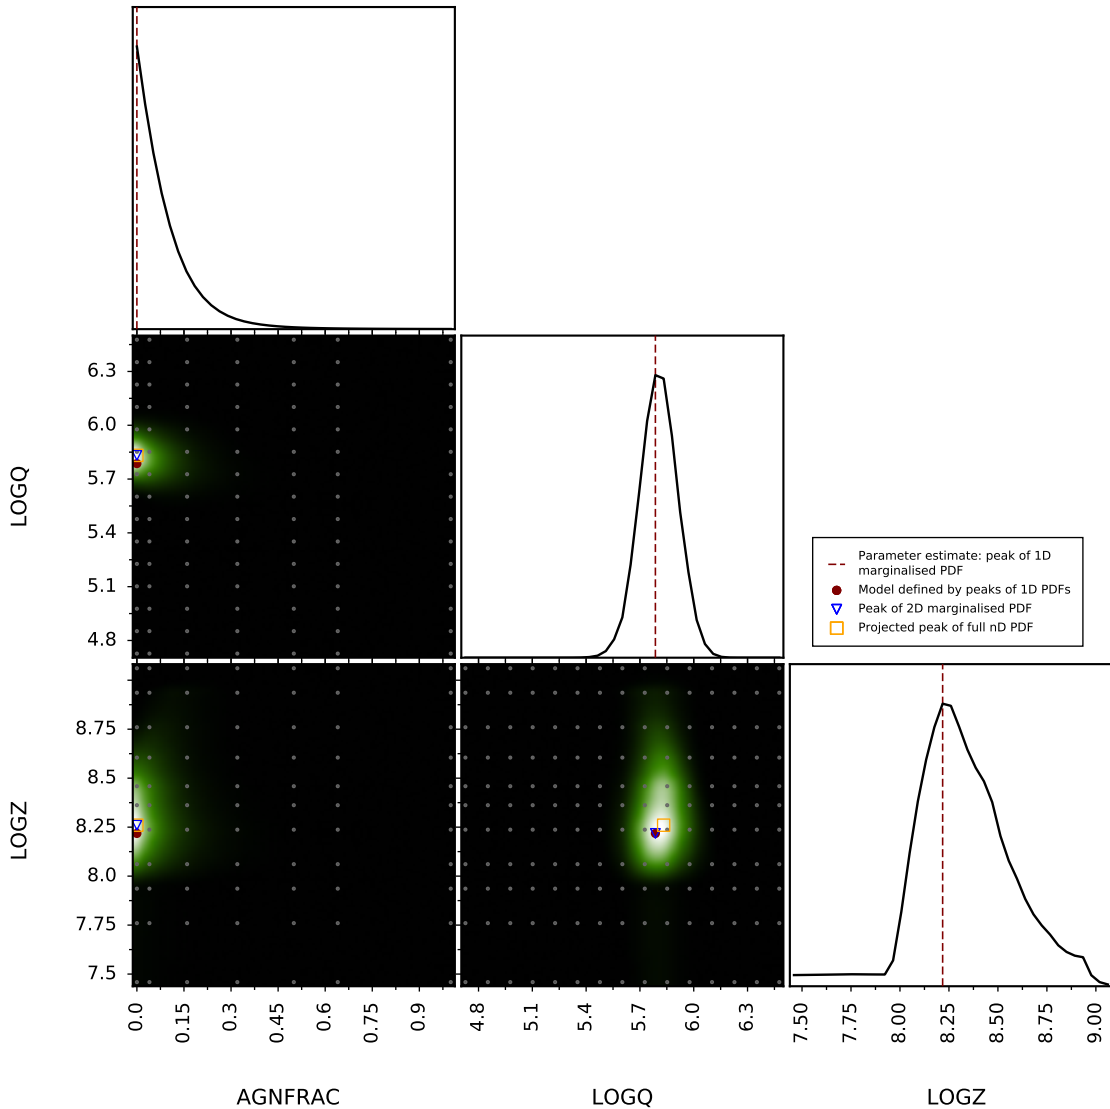 6.3
6.0
5.7
5.4
5.1
4.8
LOGQ
Parameter estimate: peak of 1D
marginalised PDF
Model defined by peaks of 1D PDFs
Peak of 2D marginalised PDF
Projected peak of full nD PDF
8.75
8.5
8.25
8.0
7.75
7.5
LOGZ
0.0 0.15 0.3 0.45 0.6 0.75 0.9
4.8 5.1 5.4 5.7 6.0 6.3
7.50 7.75 8.00 8.25 8.50 8.75 9.00
AGNFRAC LOGQ LOGZ